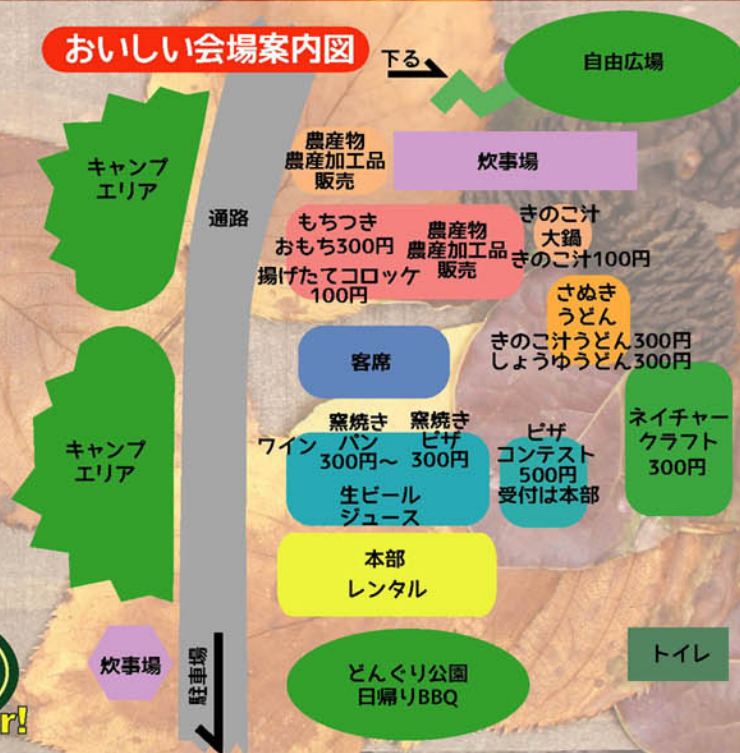 おいしい会場案内図
下る
自由広場
キャンプ
エリア
通路
農産物
農産加工品
販売
炊事場
もちつき
おもち300円
揚げたてコロッケ
100円
農産物
農産加工品
販売
きのこ汁
大鍋
きのこ汁100円
さぬき
うどん
きのこ汁うどん300円
しょうゆうどん300円
客席
キャンプ
エリア
ワイン
窯焼き
パン
300円～
窯焼き
ピザ
300円
生ビール
ジュース
ピザ
コンテスト
500円
受付は本部
ネイチャー
クラフト
300円
本部
レンタル
炊事場
駐車場
どんぐり公園
日帰りBBQ
トイレ
r!